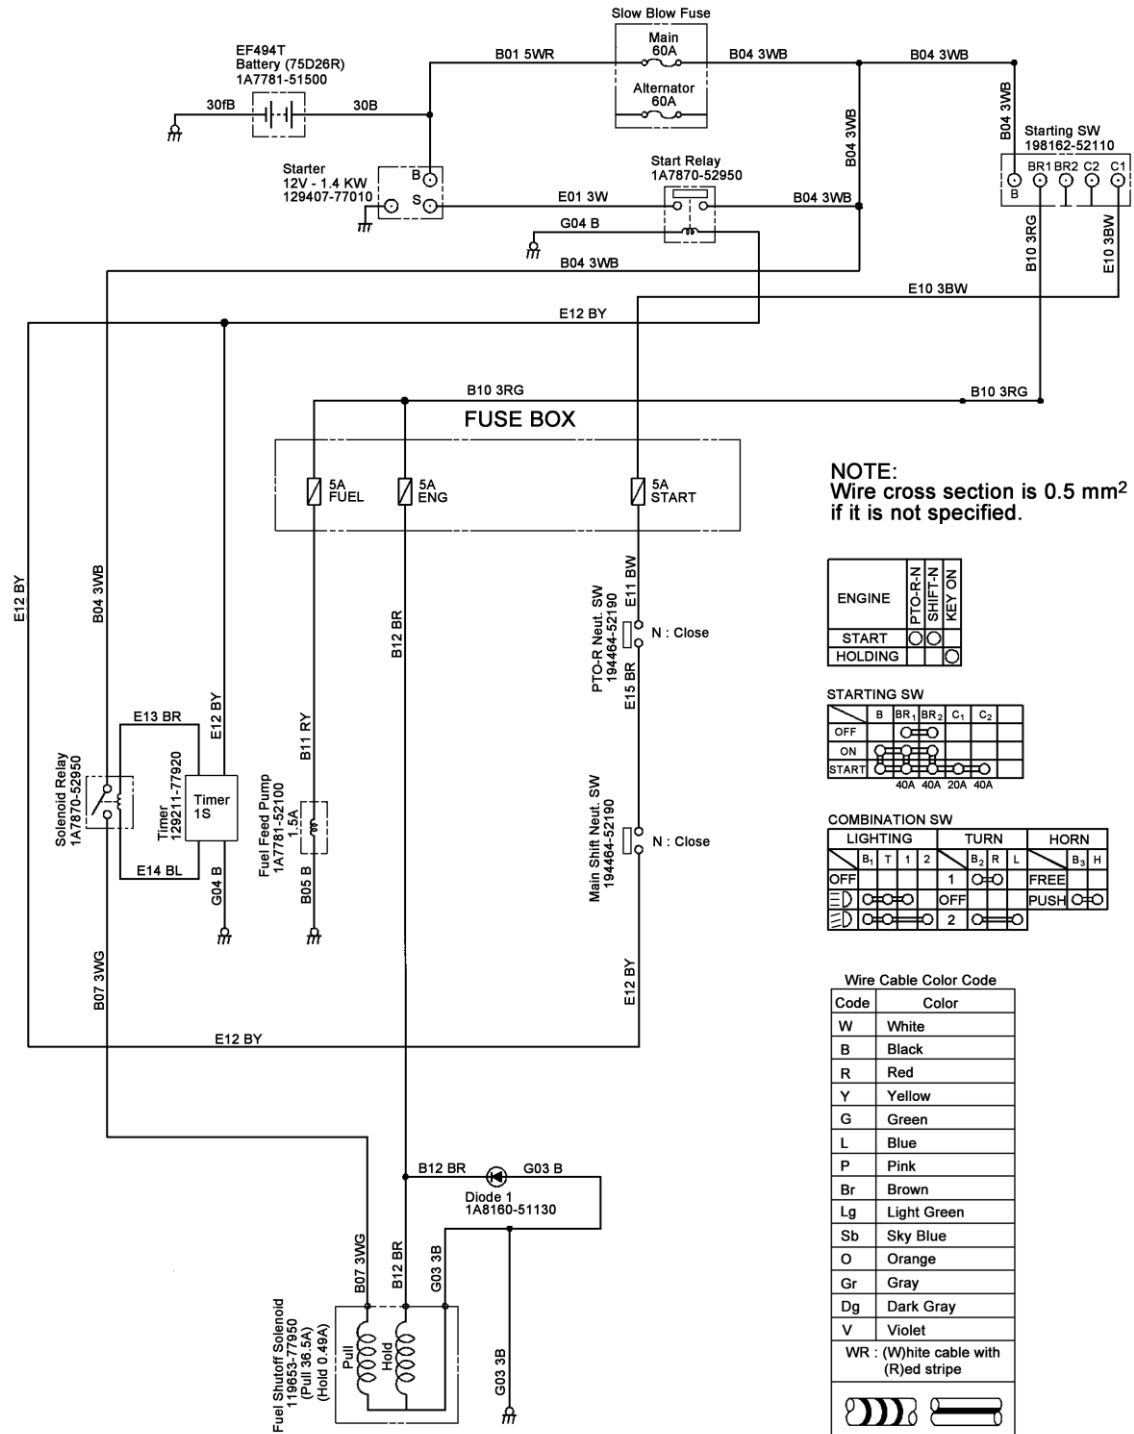 Slow Blow Fuse
Main
60A
Alternator
60A
B01 5WR
B04 3WB
B04 3WB
EF494T
Battery (75D26R)
1A7781-51500
30fB
30B
B04 3WB
B04 3WB
Starting SW
198162-52110
BR1 BR2 C2 C1
B
Starter
12V - 1.4 KW
129407-77010
B
S
Start Relay
1A7870-52950
E01 3W
B04 3WB
G04 B
B04 3WB
B10 3RG
E10 3BW
E10 3BW
E12 BY
B10 3RG
B10 3RG
FUSE BOX
5A
FUEL
5A
ENG
5A
START
NOTE:
Wire cross section is 0.5 mm²
if it is not specified.
E12 BY
B04 3WB
B12 BR
E11 BW
PTO-R Neut. SW
194464-52190
N : Close
E15 BR
E12 BY
B11 RY
E13 BR
Solenoid Relay
1A7870-52950
Timer
129211-77920
Timer
1S
E14 BL
G04 B
Fuel Feed Pump
1A7781-52100
1.5A
B05 B
Main Shift Neut. SW
194464-52190
N : Close
E12 BY
B07 3WG
E12 BY
B12 BR
G03 B
Diode 1
1A8160-51130
B07 3WG
B12 BR
G03 3B
Fuel Shutoff Solenoid
119653-77950
(Pull 36.5A)
(Hold 0.49A)
Pull
Hold
G03 3B
ENGINE PTO-R-N SHIFT-N KEY ON
START
HOLDING
STARTING SW
B BR1 BR2 C1 C2
OFF
ON
START
40A 40A 20A 40A
COMBINATION SW
LIGHTING TURN HORN
B1 T 1 2 B2 R L B3 H
OFF 1 FREE
OFF PUSH
2
Wire Cable Color Code
Code Color
W White
B Black
R Red
Y Yellow
G Green
L Blue
P Pink
Br Brown
Lg Light Green
Sb Sky Blue
O Orange
Gr Gray
Dg Dark Gray
V Violet
WR : (W)hite cable with
(R)ed stripe